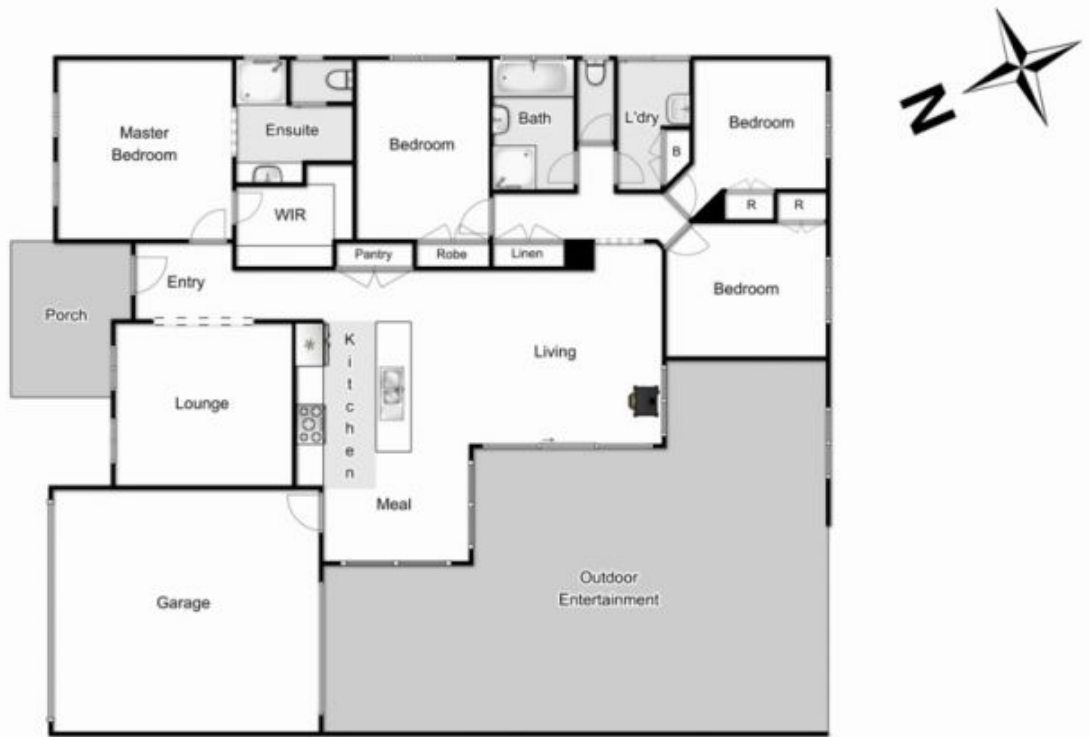 Master
Bedroom
Ensuite
WIR
Bedroom
Bath
L'dry
B
Bedroom
R
R
Pantry
Robe
Linen
Entry
Porch
Bedroom
Lounge
Kitchen
Living
Meal
Garage
Outdoor
Entertainment
N